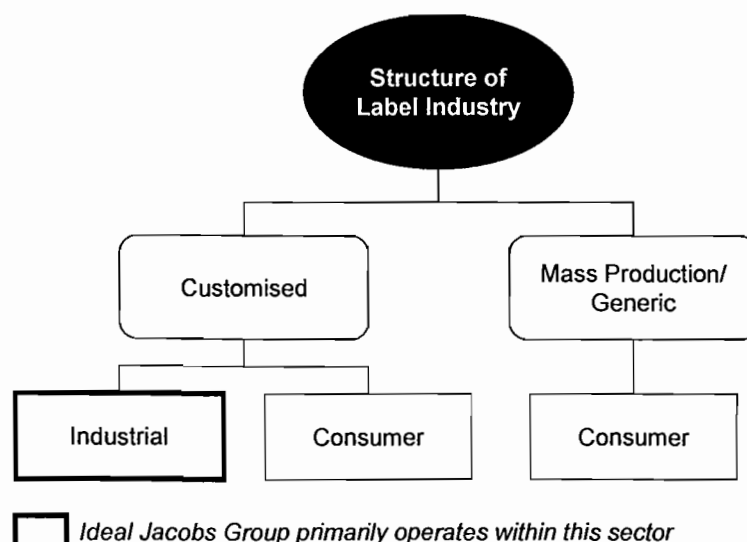 Structure of
Label Industry
Customised
Mass Production/
Generic
Industrial
Consumer
Consumer
Ideal Jacobs Group primarily operates within this sector